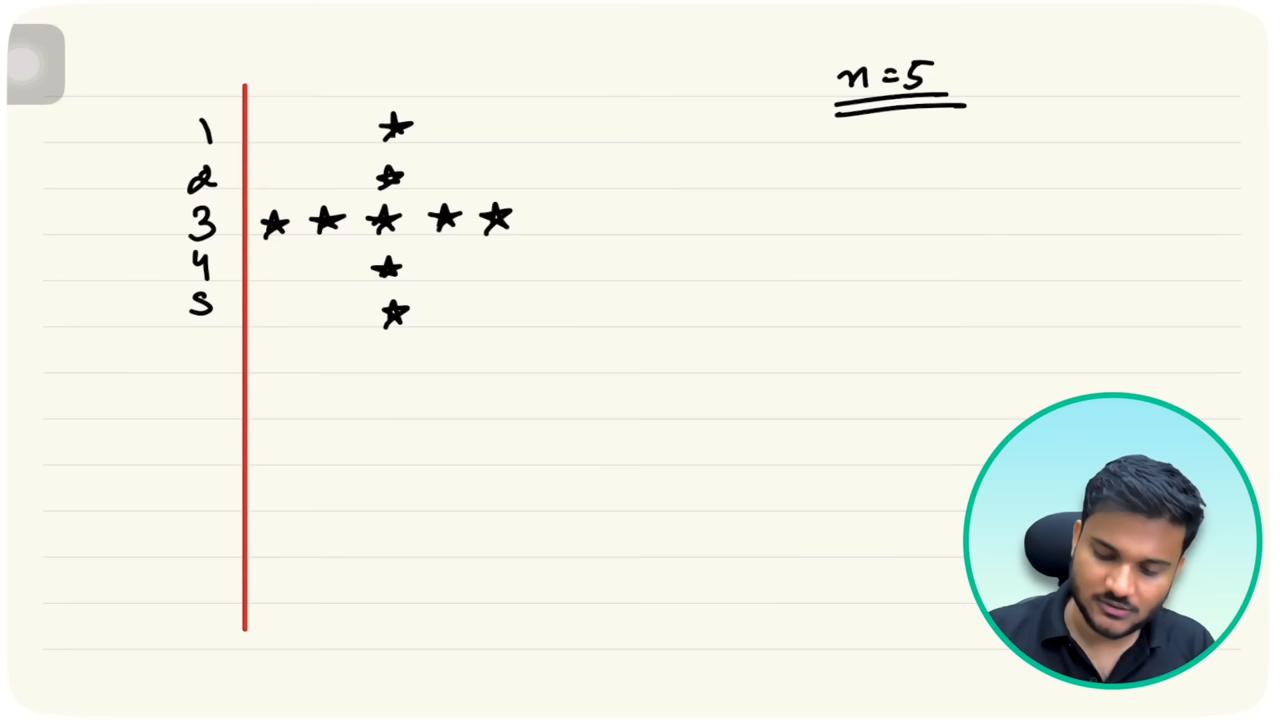 n = 5
1 ★
2 ★
3 ★ ★ ★ ★ ★
4 ★
5 ★